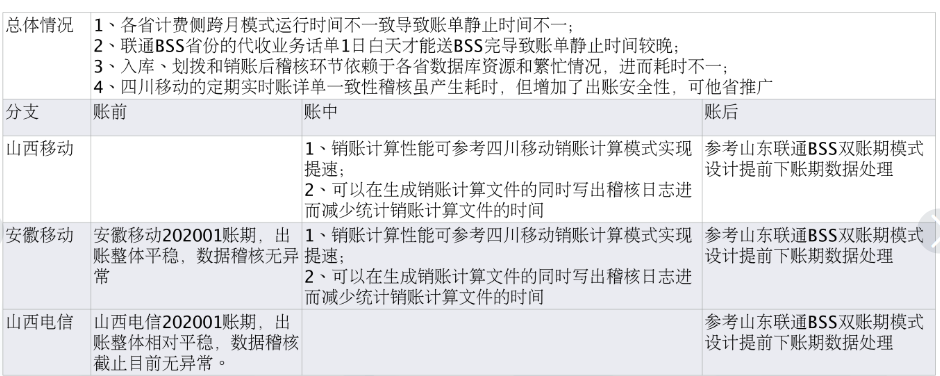 总体情况
1、各省计费侧跨月模式运行时间不一致导致账单静止时间不一；
2、联通BSS省份的代收业务话单1日白天才能送BSS完导致账单静止时间较晚；
3、入库、划拨和销账后稽核环节依赖于各省数据库资源和繁忙情况，进而耗时不一；
4、四川移动的定期实时账详单一致性稽核虽产生耗时，但增加了出账安全性，可他省推广
分支 账前 账中 账后
山西移动
1、销账计算性能可参考四川移动销账计算模式实现
提速；
2、可以在生成销账计算文件的同时写出稽核日志进
而减少统计销账计算文件的时间
参考山东联通BSS双账期模式
设计提前下账期数据处理
安徽移动
安徽移动202001账期，出
账整体平稳，数据稽核无异
常
1、销账计算性能可参考四川移动销账计算模式实现
提速；
2、可以在生成销账计算文件的同时写出稽核日志进
而减少统计销账计算文件的时间
参考山东联通BSS双账期模式
设计提前下账期数据处理
山西电信
山西电信202001账期，出
账整体相对平稳，数据稽核
截止目前无异常。
参考山东联通BSS双账期模式
设计提前下账期数据处理